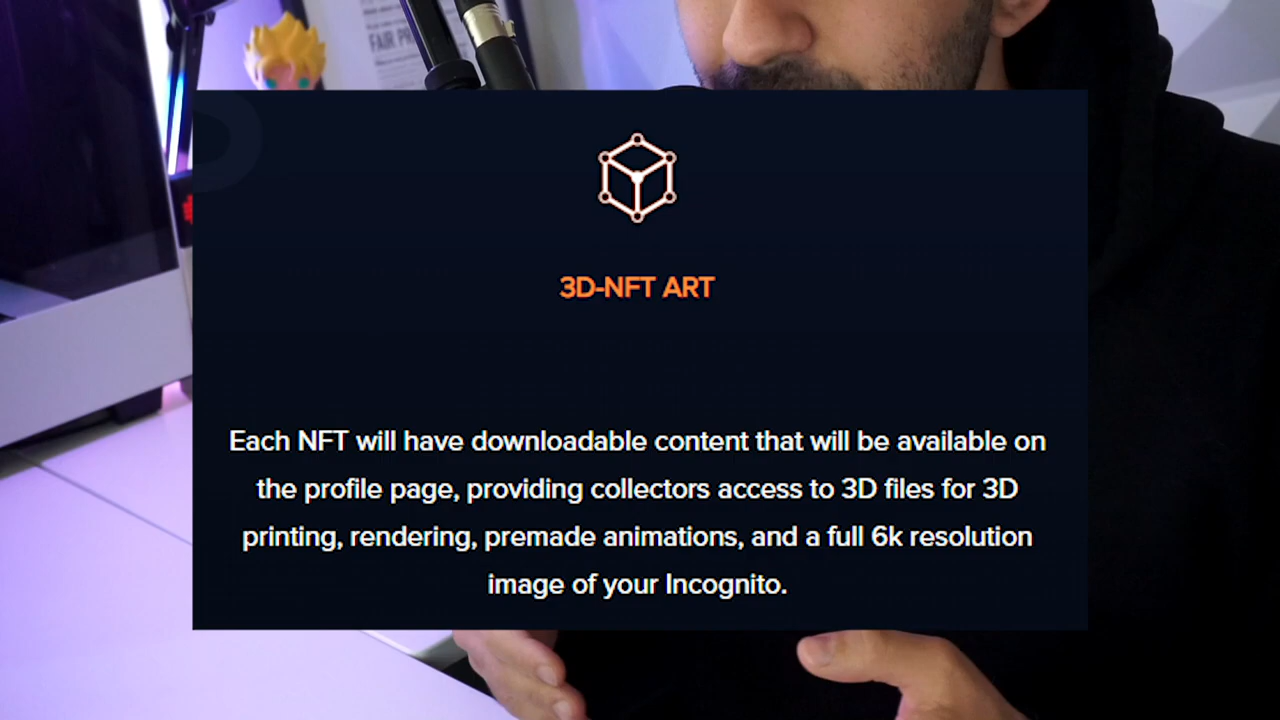 FAIR
3D-NFT ART
Each NFT will have downloadable content that will be available on
the profile page, providing collectors access to 3D files for 3D
printing, rendering, premade animations, and a full 6k resolution
image of your Incognito.